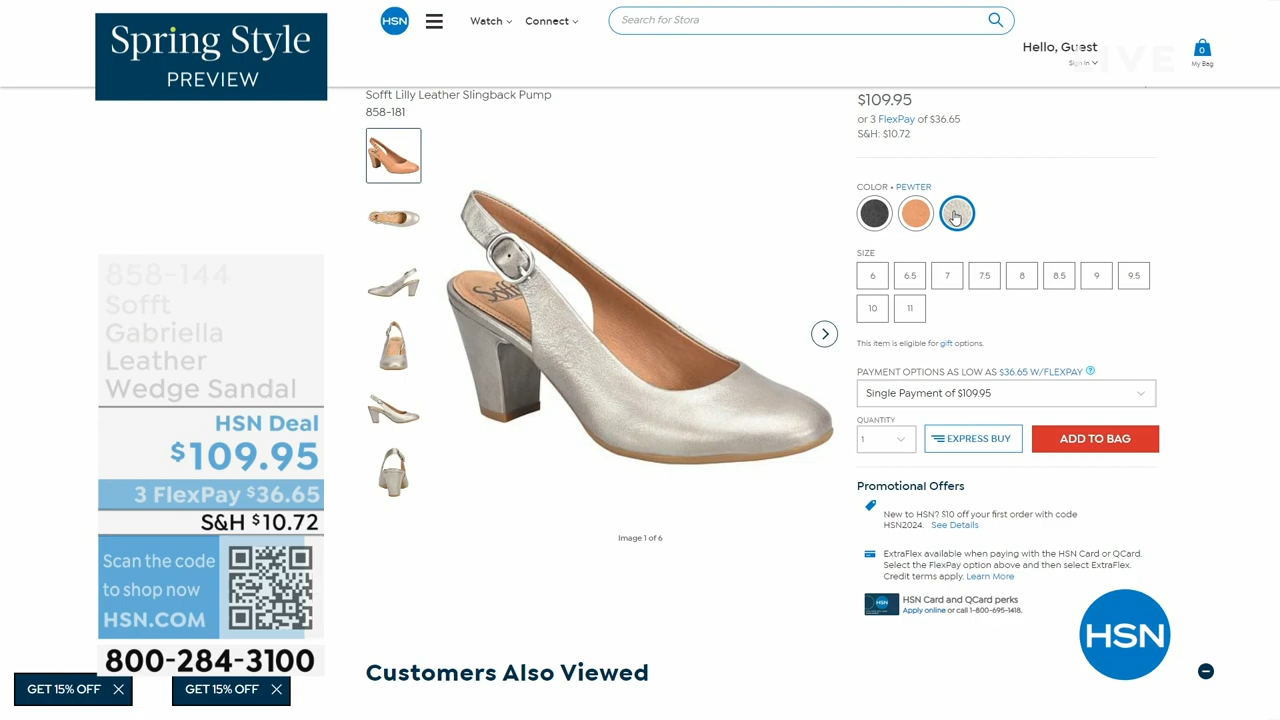 Spring Style
PREVIEW
HSN
Watch
Connect
Search for Stora
Hello, Guest
Sign In
LIVE
0
My Bag
Sofft Lilly Leather Slingback Pump
858-181
$109.95
or 3 FlexPay of $36.65
S&H: $10.72
COLOR • PEWTER
SIZE
6 6.5 7 7.5 8 8.5 9 9.5
10 11
This item is eligible for gift options.
PAYMENT OPTIONS AS LOW AS $36.65 W/FLEXPAY ?
Single Payment of $109.95
QUANTITY
1
EXPRESS BUY
ADD TO BAG
Promotional Offers
New to HSN? $10 off your first order with code
HSN2024. See Details
ExtraFlex available when paying with the HSN Card or QCard.
Select the FlexPay option above and then select ExtraFlex.
Credit terms apply. Learn More
HSN
HSN Card and QCard perks
Apply online or call 1-800-695-1418.
Söfft
Image 1 of 6
858-144
Sofft
Gabriella
Leather
Wedge Sandal
HSN Deal
$109.95
3 FlexPay $36.65
S&H $10.72
Scan the code
to shop now
HSN.COM
800-284-3100
GET 15% OFF
GET 15% OFF
Customers Also Viewed
HSN